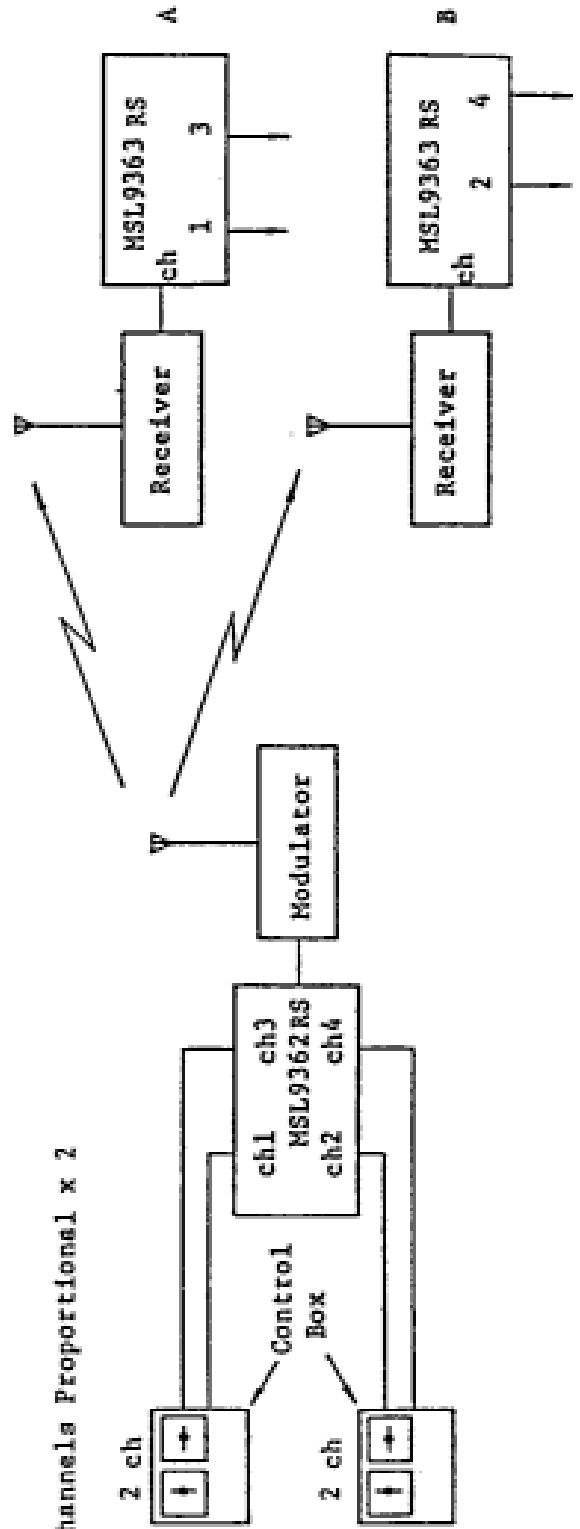 hannels Proportional x 2
2 ch
2 ch
Control
Box
ch1 ch3
MSL9362RS
ch2 ch4
Modulator
Receiver
MSL9363 RS
ch 1 3
A
Receiver
MSL9363 RS
ch 2 4
B